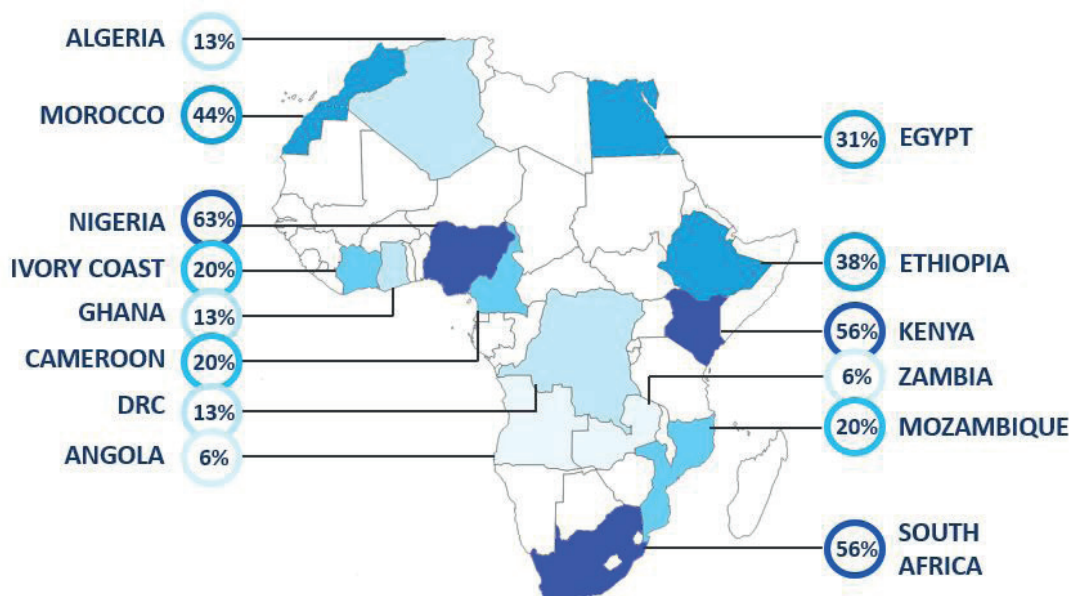 ALGERIA 13%
MOROCCO 44%
NIGERIA 63%
IVORY COAST 20%
GHANA 13%
CAMEROON 20%
DRC 13%
ANGOLA 6%
31% EGYPT
38% ETHIOPIA
56% KENYA
6% ZAMBIA
20% MOZAMBIQUE
56% SOUTH
AFRICA